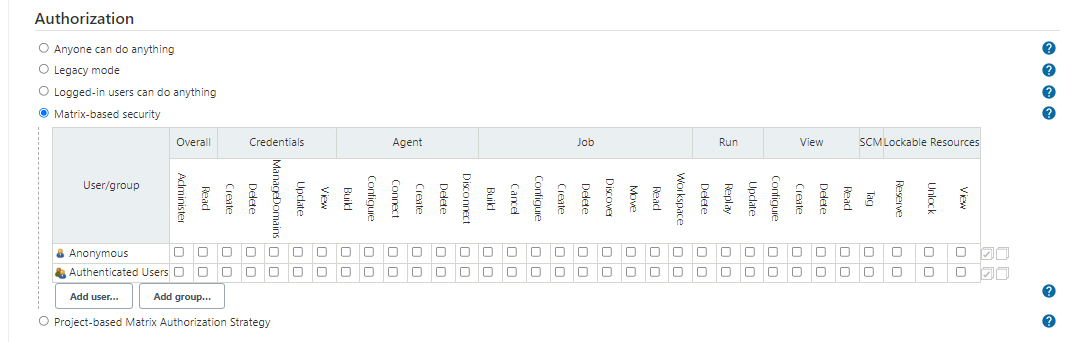 Authorization
Anyone can do anything
Legacy mode
Logged-in users can do anything
Matrix-based security
User/group Overall Credentials Agent Job Run View SCM Lockable Resources
Administer Read Create Delete ManageDomains Update View Build Configure Connect Create Delete Disconnect Build Cancel Configure Create Delete Discover Move Read Workspace Delete Replay Update Configure Create Delete Read Tag Reserve Unlock View
Anonymous
Authenticated Users
Add user... Add group...
Project-based Matrix Authorization Strategy